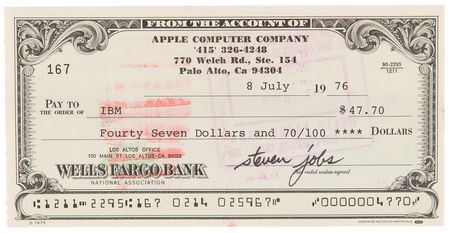 FROM THE ACCOUNT OF
APPLE COMPUTER COMPANY
'415' 326-4248
770 Welch Rd., Ste. 154
Palo Alto, Ca 94304
167
90-2295
1211
8 July 1976
PAY TO
THE ORDER OF IBM $47.70
Fourty Seven Dollars and 70/100 **** DOLLARS
LOS ALTOS OFFICE
100 MAIN ST LOS ALTOS 94022
WELLS FARGO BANK
NATIONAL ASSOCIATION
steven jobs
Not valid unless signed
⑆1211⑉2295⑆167 0214 025967⑈ ⑈0000004770⑈
© 1975